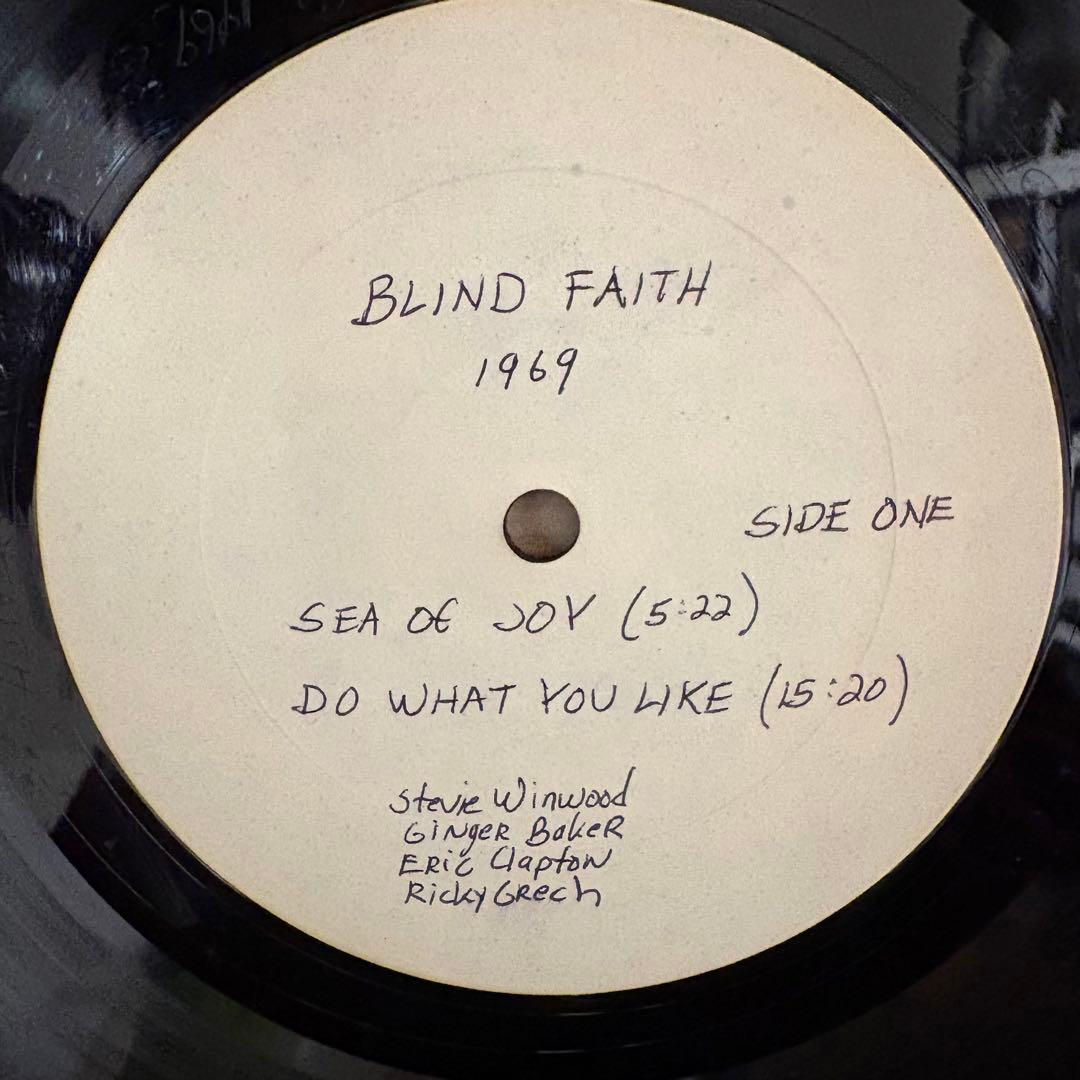 BLIND FAITH
1969
SIDE ONE
SEA OF JOY (5:22)
DO WHAT YOU LIKE (15:20)
Stevie Winwood
GINgER BakeR
ERic ClaptoN
Ricky GRech